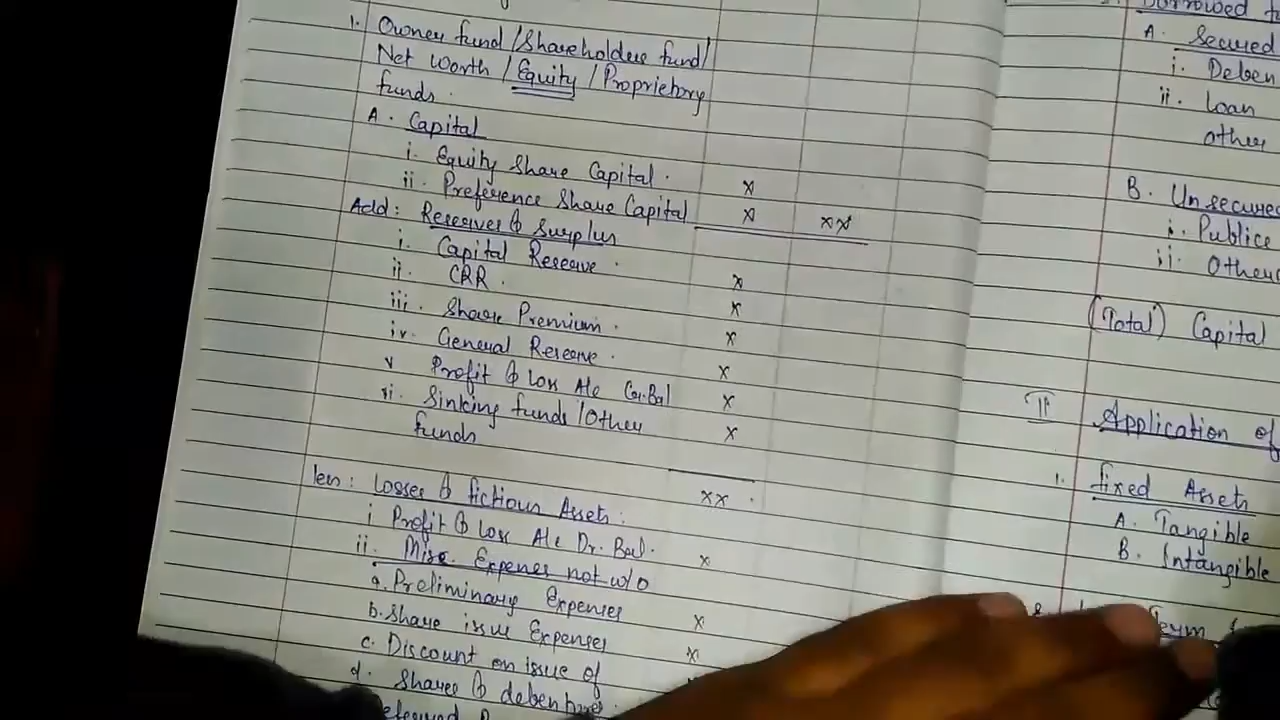 1. Owner fund / Shareholders fund /
Net worth / Equity / Proprietory
funds.
A. Capital
i. Equity Share Capital. x
ii. Preference Share Capital x xx
Add: Reserves & Surplus
i. Capital Reserve. x
ii. CRR. x
iii. Share Premium. x
iv. General Reserve. x
v Profit & Loss A/c Cr.Bal x
vi. Sinking funds / Other x
funds
xx
less: Losses & fictious Assets.
i Profit & Loss A/c Dr. Bal. x
ii. Misc. Expenes not w/o
a. Preliminary Expenses x
b. Share issue Expenses x
c. Discount on issue of
d. Shares & debentures.
Borrowed
A. Secured
i. Deben
ii. Loan
other
B. Unsecured
i. Publice
ii. Other
(Total) Capital
II Application of
1. fixed Assets
A. Tangible
B. Intangible